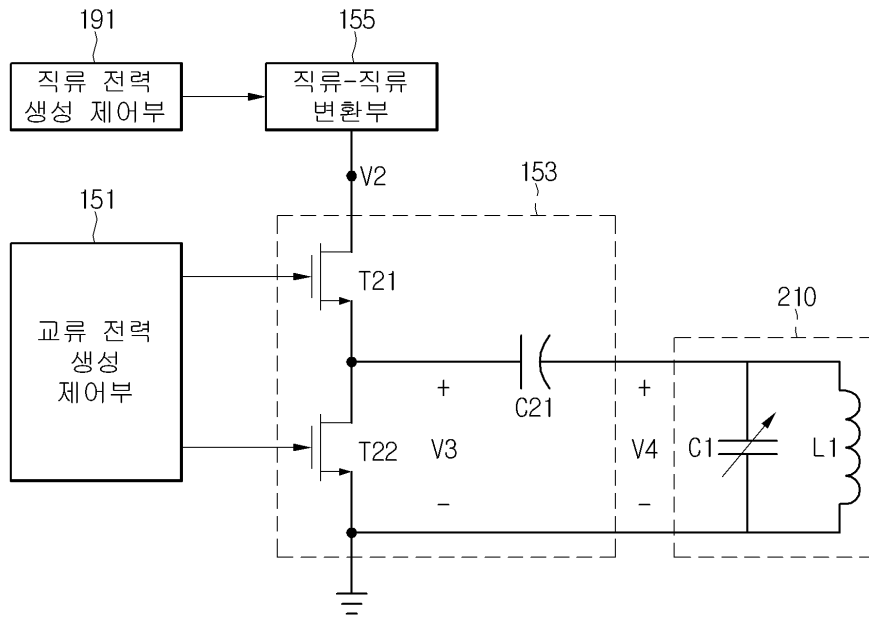 191
155
직류 전력
생성 제어부
직류-직류
변환부
V2
153
151
T21
210
교류 전력
생성
제어부
+
C21
+
T22
V3
V4
C1
L1
-
-